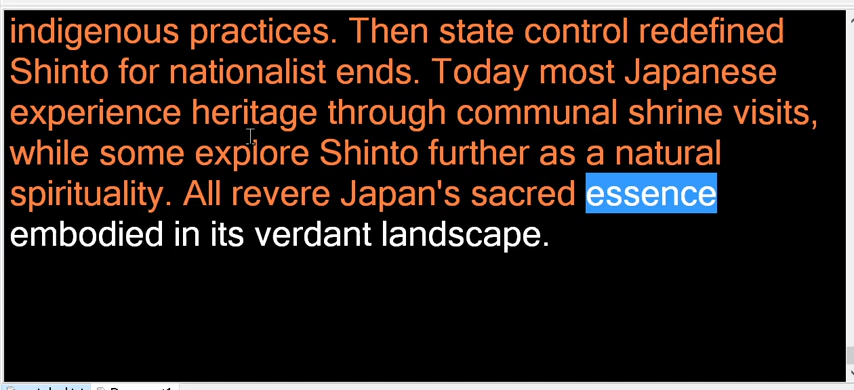 indigenous practices. Then state control redefined
Shinto for nationalist ends. Today most Japanese
experience heritage through communal shrine visits,
while some explore Shinto further as a natural
spirituality. All revere Japan's sacred essence
embodied in its verdant landscape.